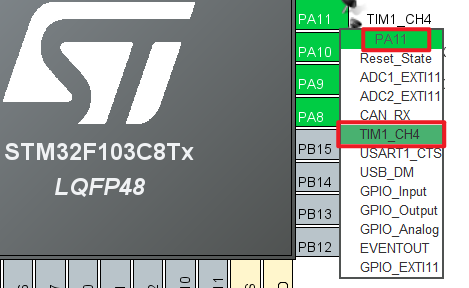 PA11
TIM1_CH4
PA11
PA10
Reset_State
ADC1_EXTI11
PA9
ADC2_EXTI11
PA8
CAN_RX
TIM1_CH4
PB15
USART1_CTS
STM32F103C8Tx
USB_DM
PB14
LQFP48
GPIO_Input
PB13
GPIO_Output
GPIO_Analog
PB12
EVENTOUT
GPIO_EXTI11